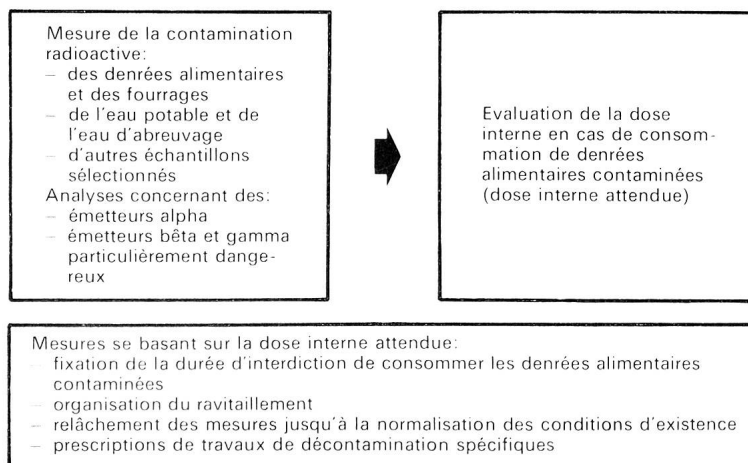 Mesure de la contamination
radioactive:
– des denrées alimentaires
et des fourrages
– de l'eau potable et de
l'eau d'abreuvage
– d'autres échantillons
sélectionnés
Analyses concernant des:
– émetteurs alpha
– émetteurs bêta et gamma
particulièrement dange-
reux
Evaluation de la dose
interne en cas de consom-
mation de denrées
alimentaires contaminées
(dose interne attendue)
Mesures se basant sur la dose interne attendue:
– fixation de la durée d'interdiction de consommer les denrées alimentaires
contaminées
– organisation du ravitaillement
– relâchement des mesures jusqu'à la normalisation des conditions d'existence
– prescriptions de travaux de décontamination spécifiques